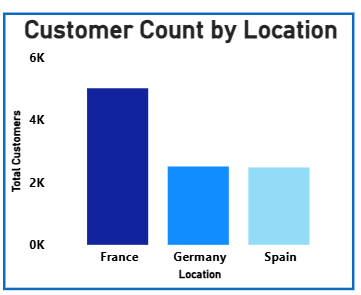 Customer Count by Location
6K
4K
2K
0K
Total Customers
France Germany Spain
Location